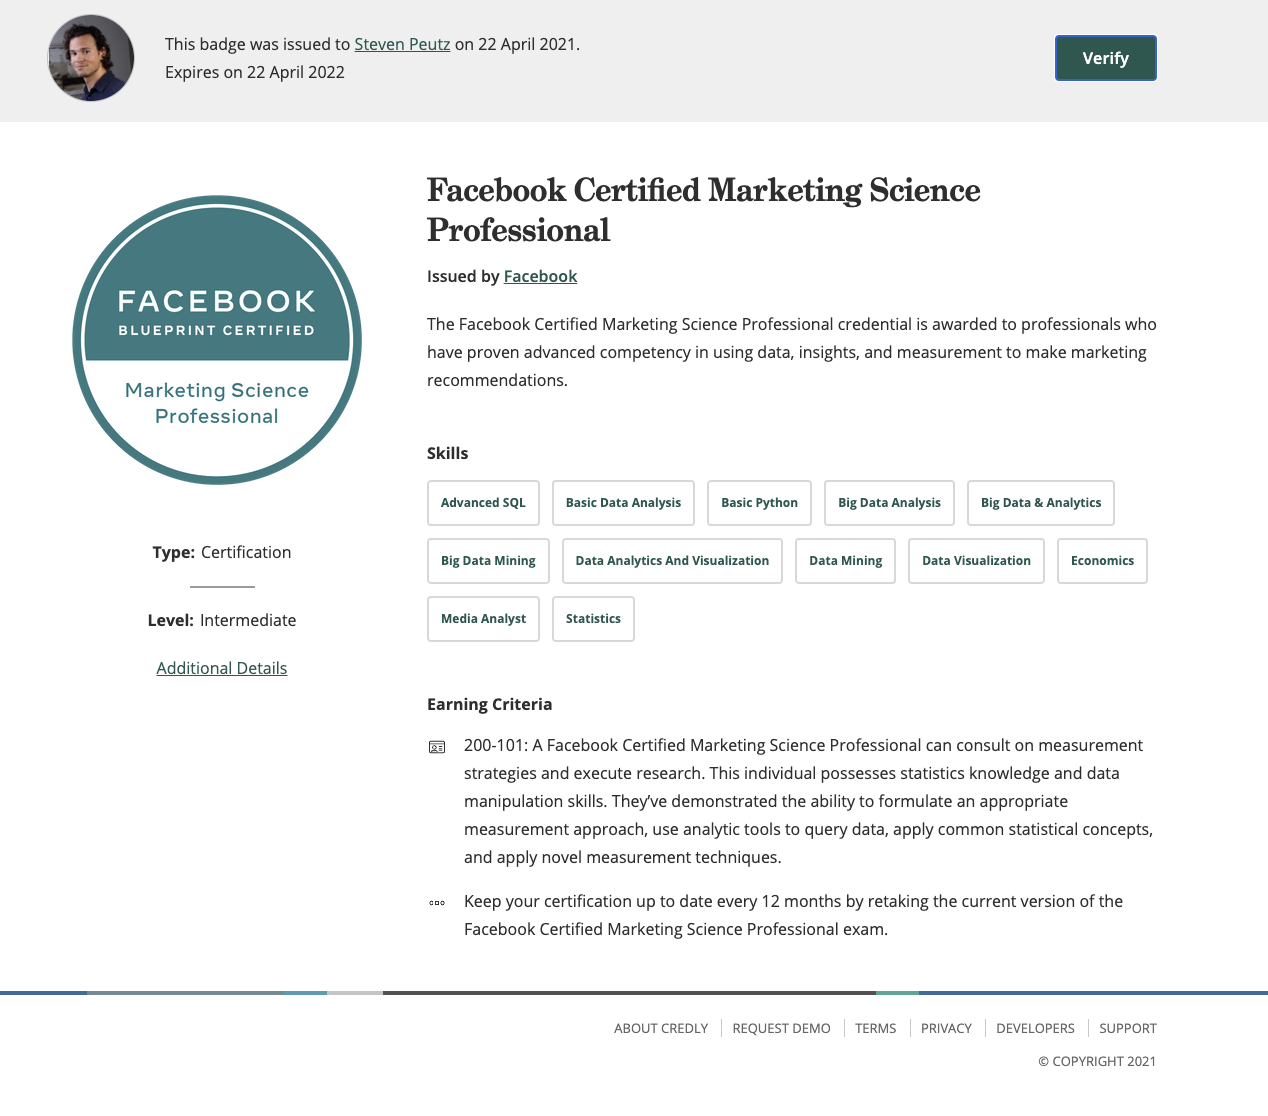 This badge was issued to Steven Peutz on 22 April 2021.
Expires on 22 April 2022
Verify
FACEBOOK
BLUEPRINT CERTIFIED
Marketing Science
Professional
Type: Certification
Level: Intermediate
Additional Details
Facebook Certified Marketing Science
Professional
Issued by Facebook
The Facebook Certified Marketing Science Professional credential is awarded to professionals who
have proven advanced competency in using data, insights, and measurement to make marketing
recommendations.
Skills
Advanced SQL Basic Data Analysis Basic Python Big Data Analysis Big Data & Analytics
Big Data Mining Data Analytics And Visualization Data Mining Data Visualization Economics
Media Analyst Statistics
Earning Criteria
200-101: A Facebook Certified Marketing Science Professional can consult on measurement
strategies and execute research. This individual possesses statistics knowledge and data
manipulation skills. They’ve demonstrated the ability to formulate an appropriate
measurement approach, use analytic tools to query data, apply common statistical concepts,
and apply novel measurement techniques.
Keep your certification up to date every 12 months by retaking the current version of the
Facebook Certified Marketing Science Professional exam.
ABOUT CREDLY REQUEST DEMO TERMS PRIVACY DEVELOPERS SUPPORT
© COPYRIGHT 2021